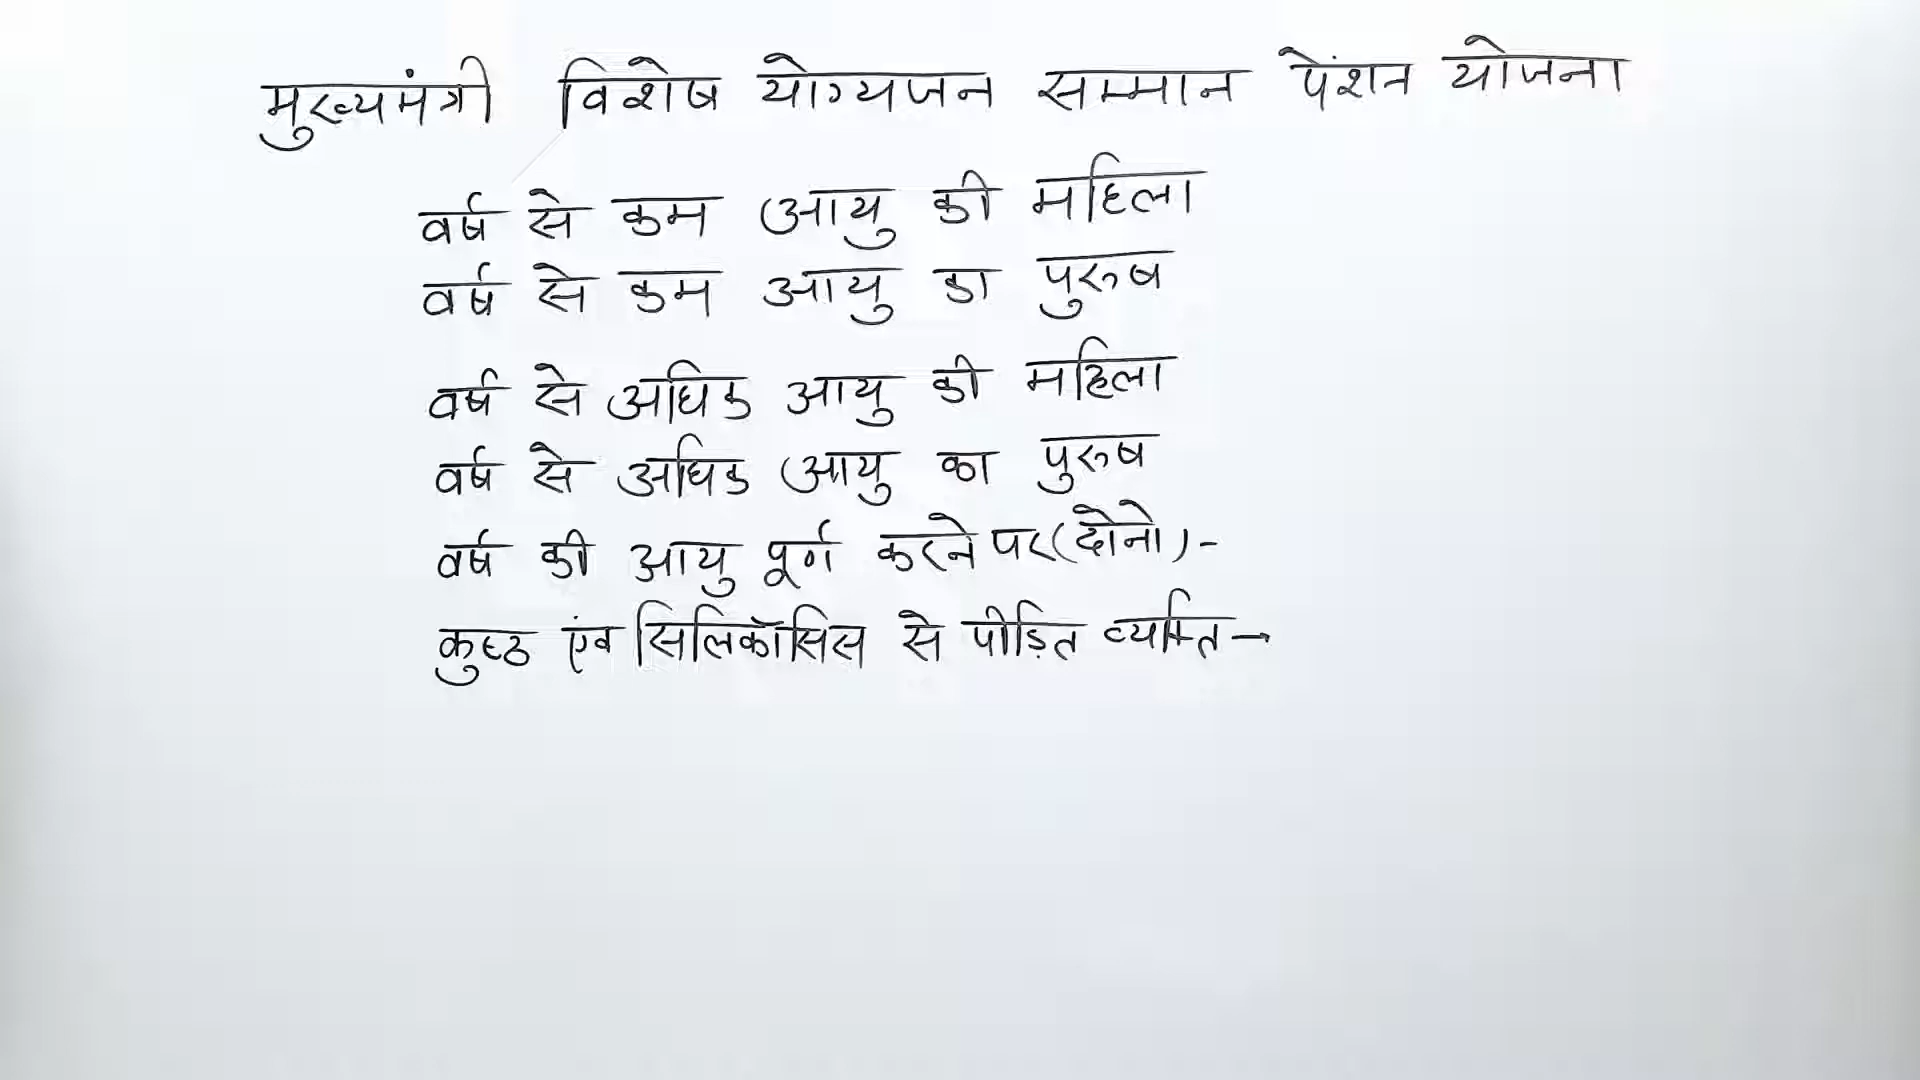 मुख्यमंत्री विशेष योग्यजन सम्मान पेंशन योजना
वर्ष से कम आयु की महिला
वर्ष से कम आयु का पुरुष
वर्ष से अधिक आयु की महिला
वर्ष से अधिक आयु का पुरुष
वर्ष की आयु पूर्ण करने पर (दोनो) -
कुष्ठ एंव सिलिकॉसिस से पीड़ित व्यक्ति →